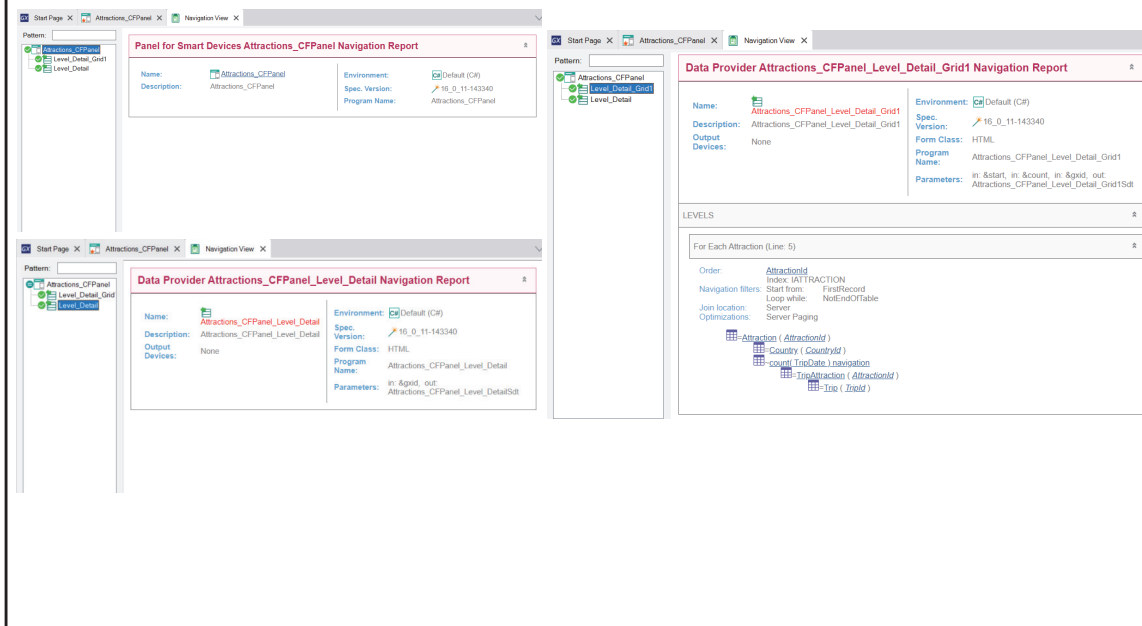 GX Start Page X Attractions_CFPanel X Navigation View X
Pattern:
Attractions_CFPanel
Level_Detail_Grid1
Level_Detail
Panel for Smart Devices Attractions_CFPanel Navigation Report
Name: Attractions_CFPanel
Description: Attractions_CFPanel
Environment: C# Default (C#)
Spec. Version: 16_0_11-143340
Program Name: Attractions_CFPanel
GX Start Page X Attractions_CFPanel X Navigation View X
Pattern:
Attractions_CFPanel
Level_Detail_Grid
Level_Detail
Data Provider Attractions_CFPanel_Level_Detail Navigation Report
Name:
Attractions_CFPanel_Level_Detail
Description: Attractions_CFPanel_Level_Detail
Output
Devices: None
Environment: C# Default (C#)
Spec.
Version: 16_0_11-143340
Form Class: HTML
Program
Name: Attractions_CFPanel_Level_Detail
Parameters: in: &gxid, out:
Attractions_CFPanel_Level_DetailSdt
GX Start Page X Attractions_CFPanel X Navigation View X
Pattern:
Attractions_CFPanel
Level_Detail_Grid1
Level_Detail
Data Provider Attractions_CFPanel_Level_Detail_Grid1 Navigation Report
Name:
Attractions_CFPanel_Level_Detail_Grid1
Description: Attractions_CFPanel_Level_Detail_Grid1
Output
Devices: None
Environment: C# Default (C#)
Spec.
Version: 16_0_11-143340
Form Class: HTML
Program
Name: Attractions_CFPanel_Level_Detail_Grid1
Parameters: in: &start, in: &count, in: &gxid, out:
Attractions_CFPanel_Level_Detail_Grid1Sdt
LEVELS
For Each Attraction (Line: 5)
Order: AttractionId
Index: IATTRACTION
Navigation filters: Start from: FirstRecord
Loop while: NotEndOfTable
Join location: Server
Optimizations: Server Paging
=Attraction ( AttractionId )
=Country ( CountryId )
=count( TripDate ) navigation
=TripAttraction ( AttractionId )
=Trip ( TripId )